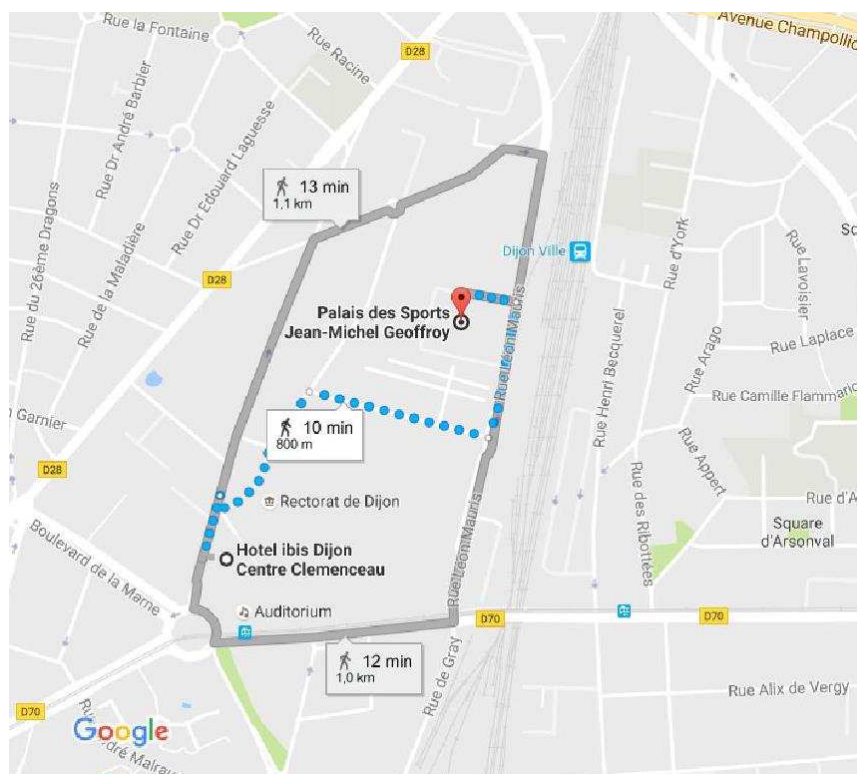 Rue la Fontaine
Rue Racine
D28
Avenue Champollio
Rue Dr André Barbier
Rue Dr Edouard Laguesse
Rue du 26ème Dragons
Rue de la Maladière
13 min
1,1 km
D28
Dijon Ville
Rue d'York
Rue Lavoisier
Palais des Sports
Jean-Michel Geoffroy
Rue Léon Mauris
Rue Henri Becquerel
Rue Arago
Rue Laplace
Rue Camille Flammario
n Garnier
10 min
800 m
D28
Rue Appert
Rectorat de Dijon
Rue Léon Mauris
Rue des Ribottées
Rue d'A
Square
d'Arsonval
Boulevard de la Marne
Hotel ibis Dijon
Centre Clemenceau
Auditorium
D70
D70
12 min
1,0 km
Rue de Gray
Rue Alix de Vergy
D70
Google